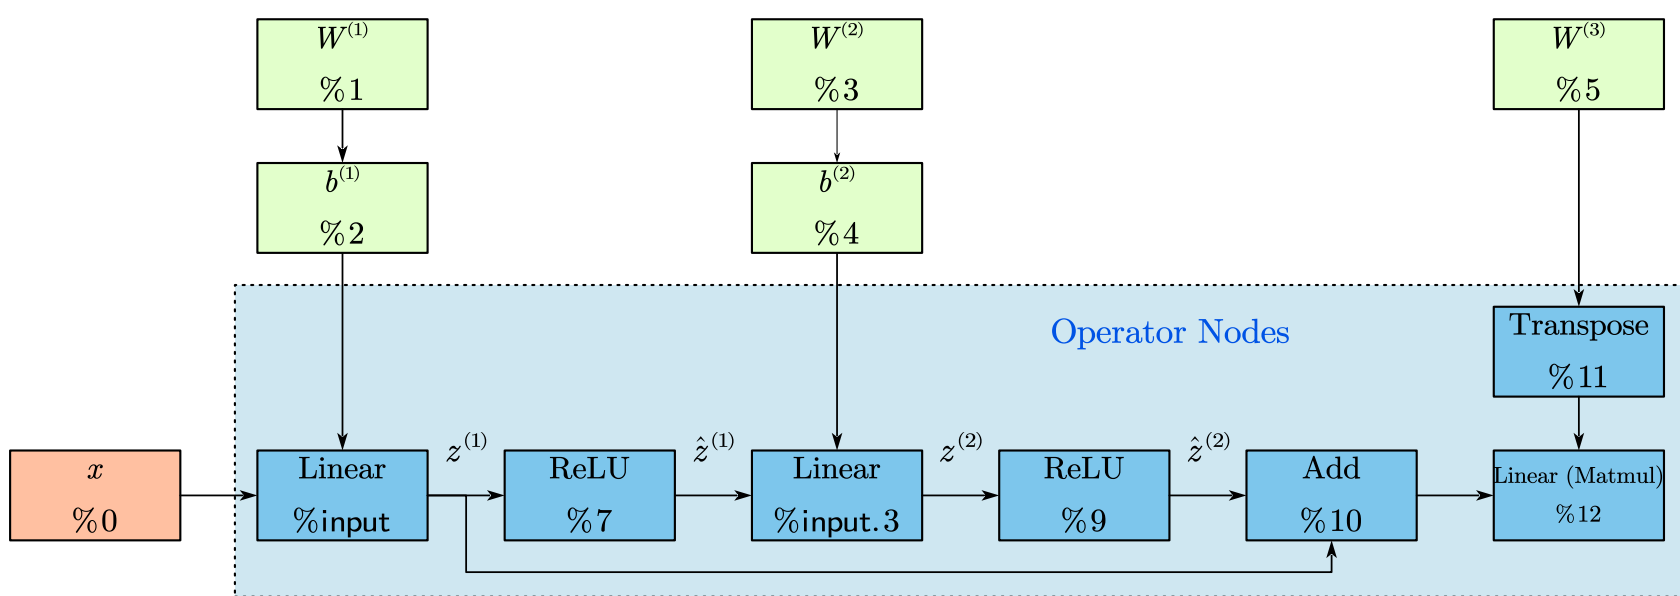 W^(1)
%1
W^(2)
%3
W^(3)
%5
b^(1)
%2
b^(2)
%4
Operator Nodes
Transpose
%11
x
%0
Linear
%input
z^(1)
ReLU
%7
ẑ^(1)
Linear
%input.3
z^(2)
ReLU
%9
ẑ^(2)
Add
%10
Linear (Matmul)
%12